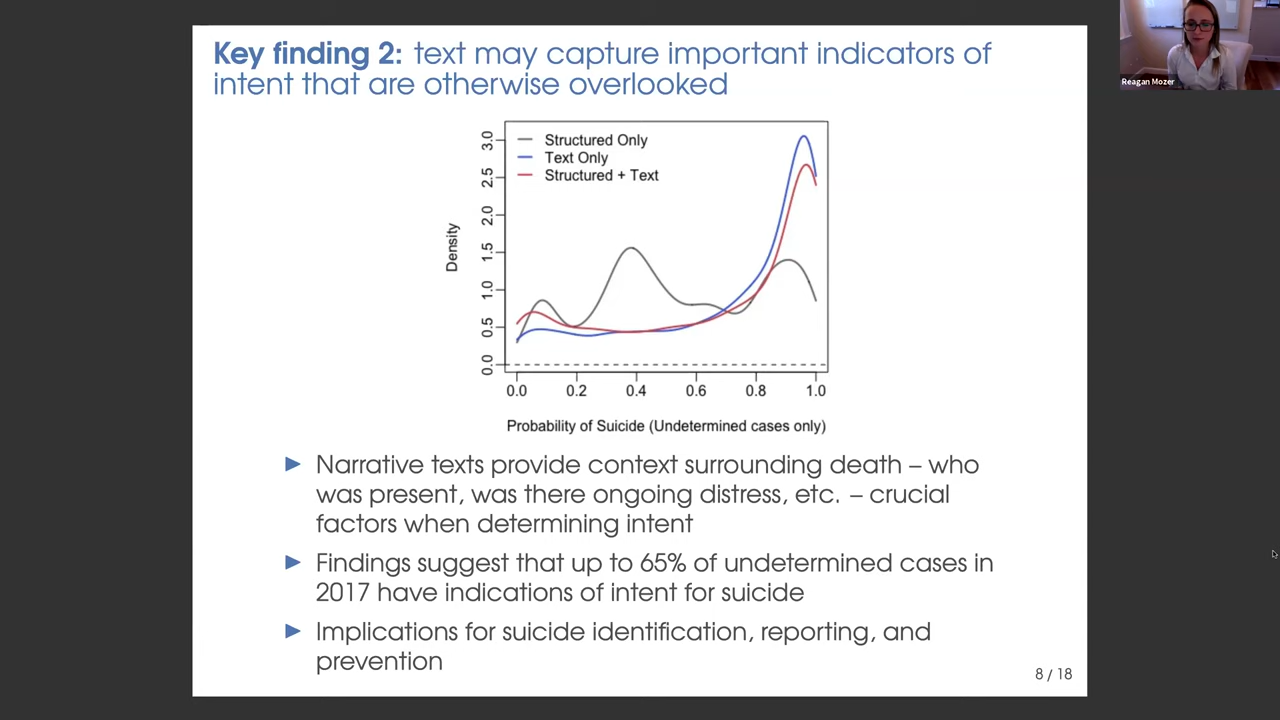 Key finding 2: text may capture important indicators of
intent that are otherwise overlooked
Reagan Mozer
Structured Only
Text Only
Structured + Text
Density
3.0
2.5
2.0
1.5
1.0
0.5
0.0
0.0 0.2 0.4 0.6 0.8 1.0
Probability of Suicide (Undetermined cases only)
► Narrative texts provide context surrounding death – who
was present, was there ongoing distress, etc. – crucial
factors when determining intent
► Findings suggest that up to 65% of undetermined cases in
2017 have indications of intent for suicide
► Implications for suicide identification, reporting, and
prevention
8 / 18